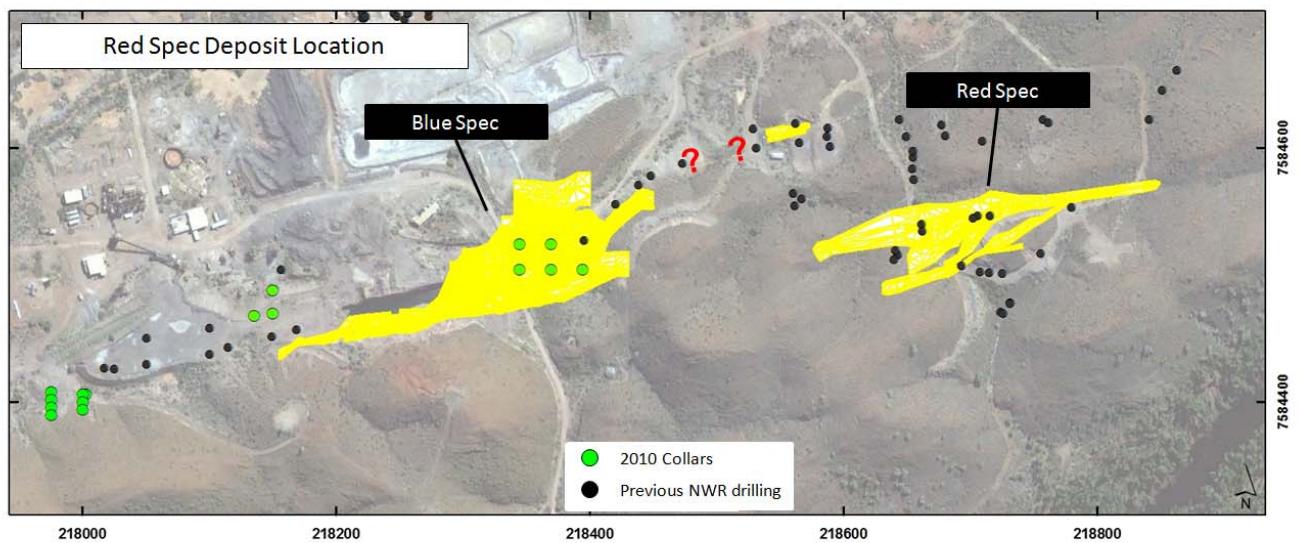 Red Spec Deposit Location
Blue Spec
Red Spec
? ?
7584600
7584400
2010 Collars
Previous NWR drilling
N
218000 218200 218400 218600 218800